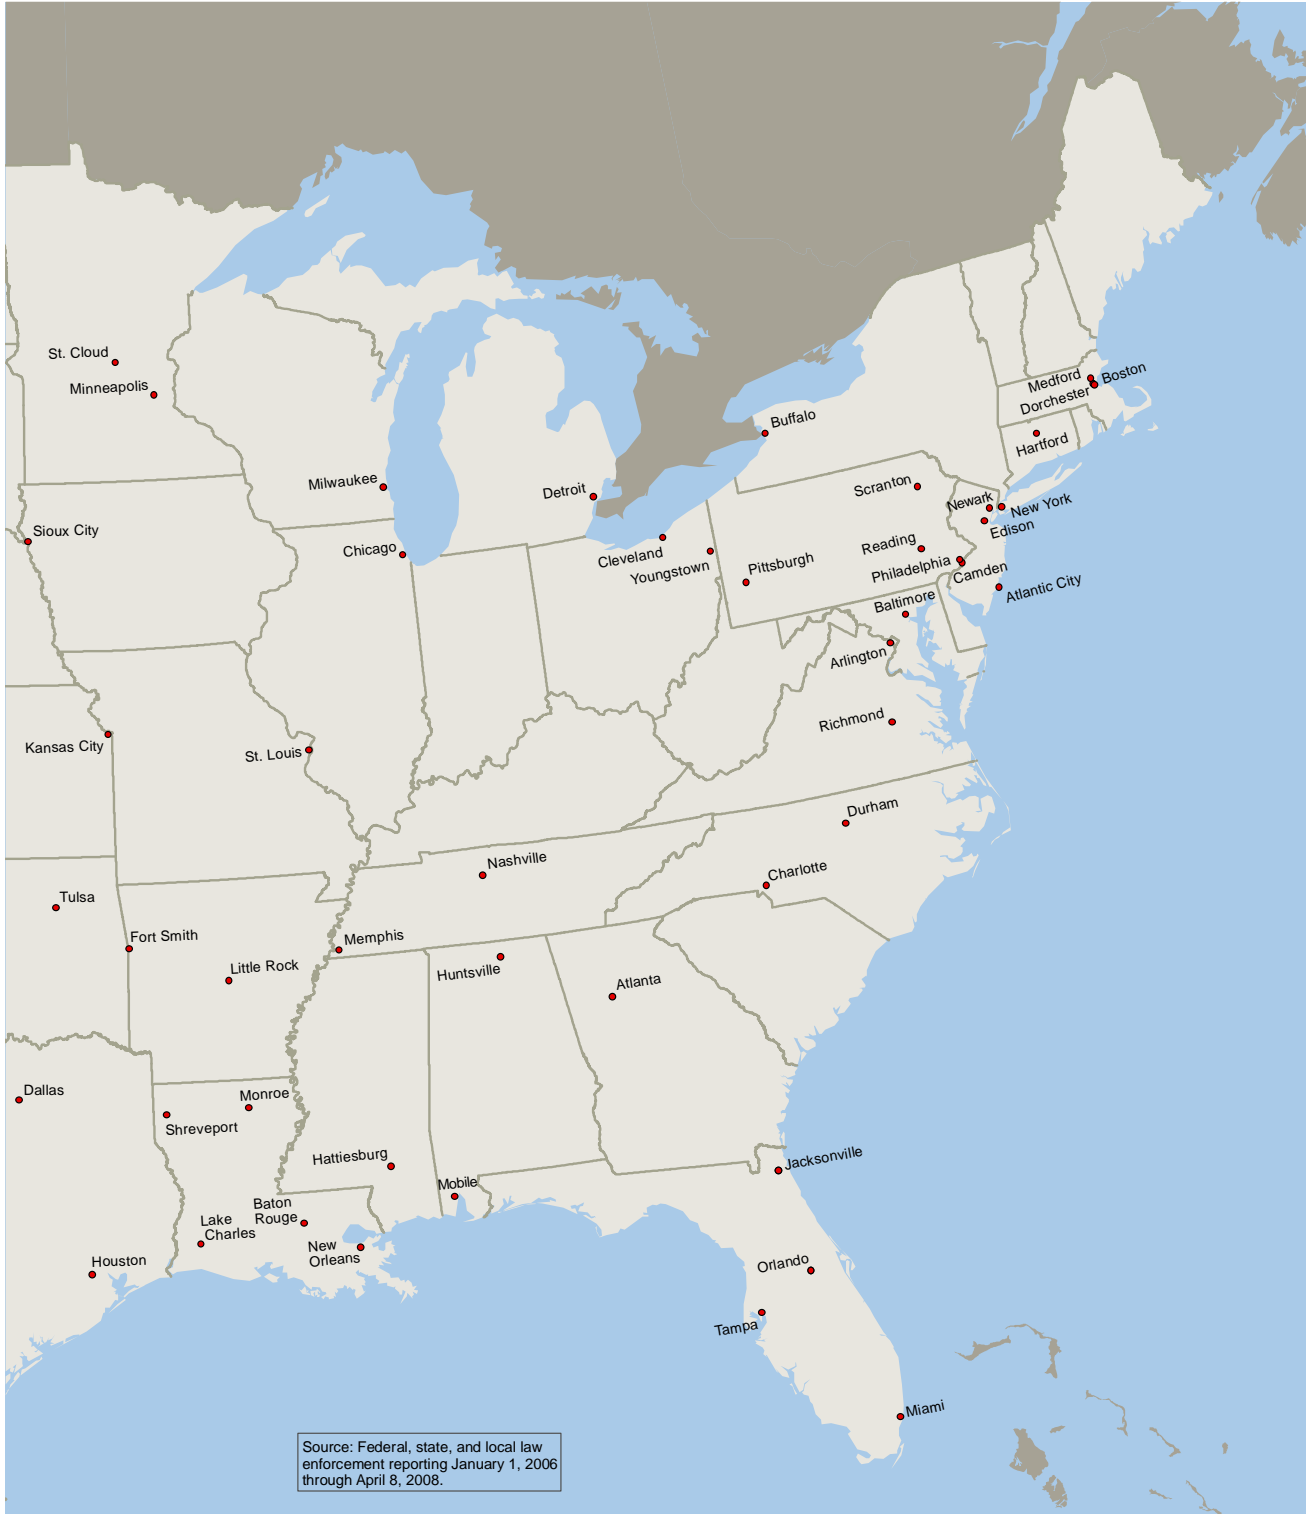 St. Cloud
Minneapolis
Medford
Boston
Dorchester
Buffalo
Hartford
Milwaukee
Detroit
Scranton
Newark
New York
Edison
Sioux City
Chicago
Cleveland
Youngstown
Pittsburgh
Reading
Philadelphia
Camden
Atlantic City
Baltimore
Arlington
Richmond
Kansas City
St. Louis
Durham
Nashville
Charlotte
Tulsa
Fort Smith
Memphis
Little Rock
Huntsville
Atlanta
Dallas
Monroe
Shreveport
Hattiesburg
Jacksonville
Mobile
Baton
Rouge
Lake
Charles
New
Orleans
Houston
Orlando
Tampa
Miami
Source: Federal, state, and local law
enforcement reporting January 1, 2006
through April 8, 2008.